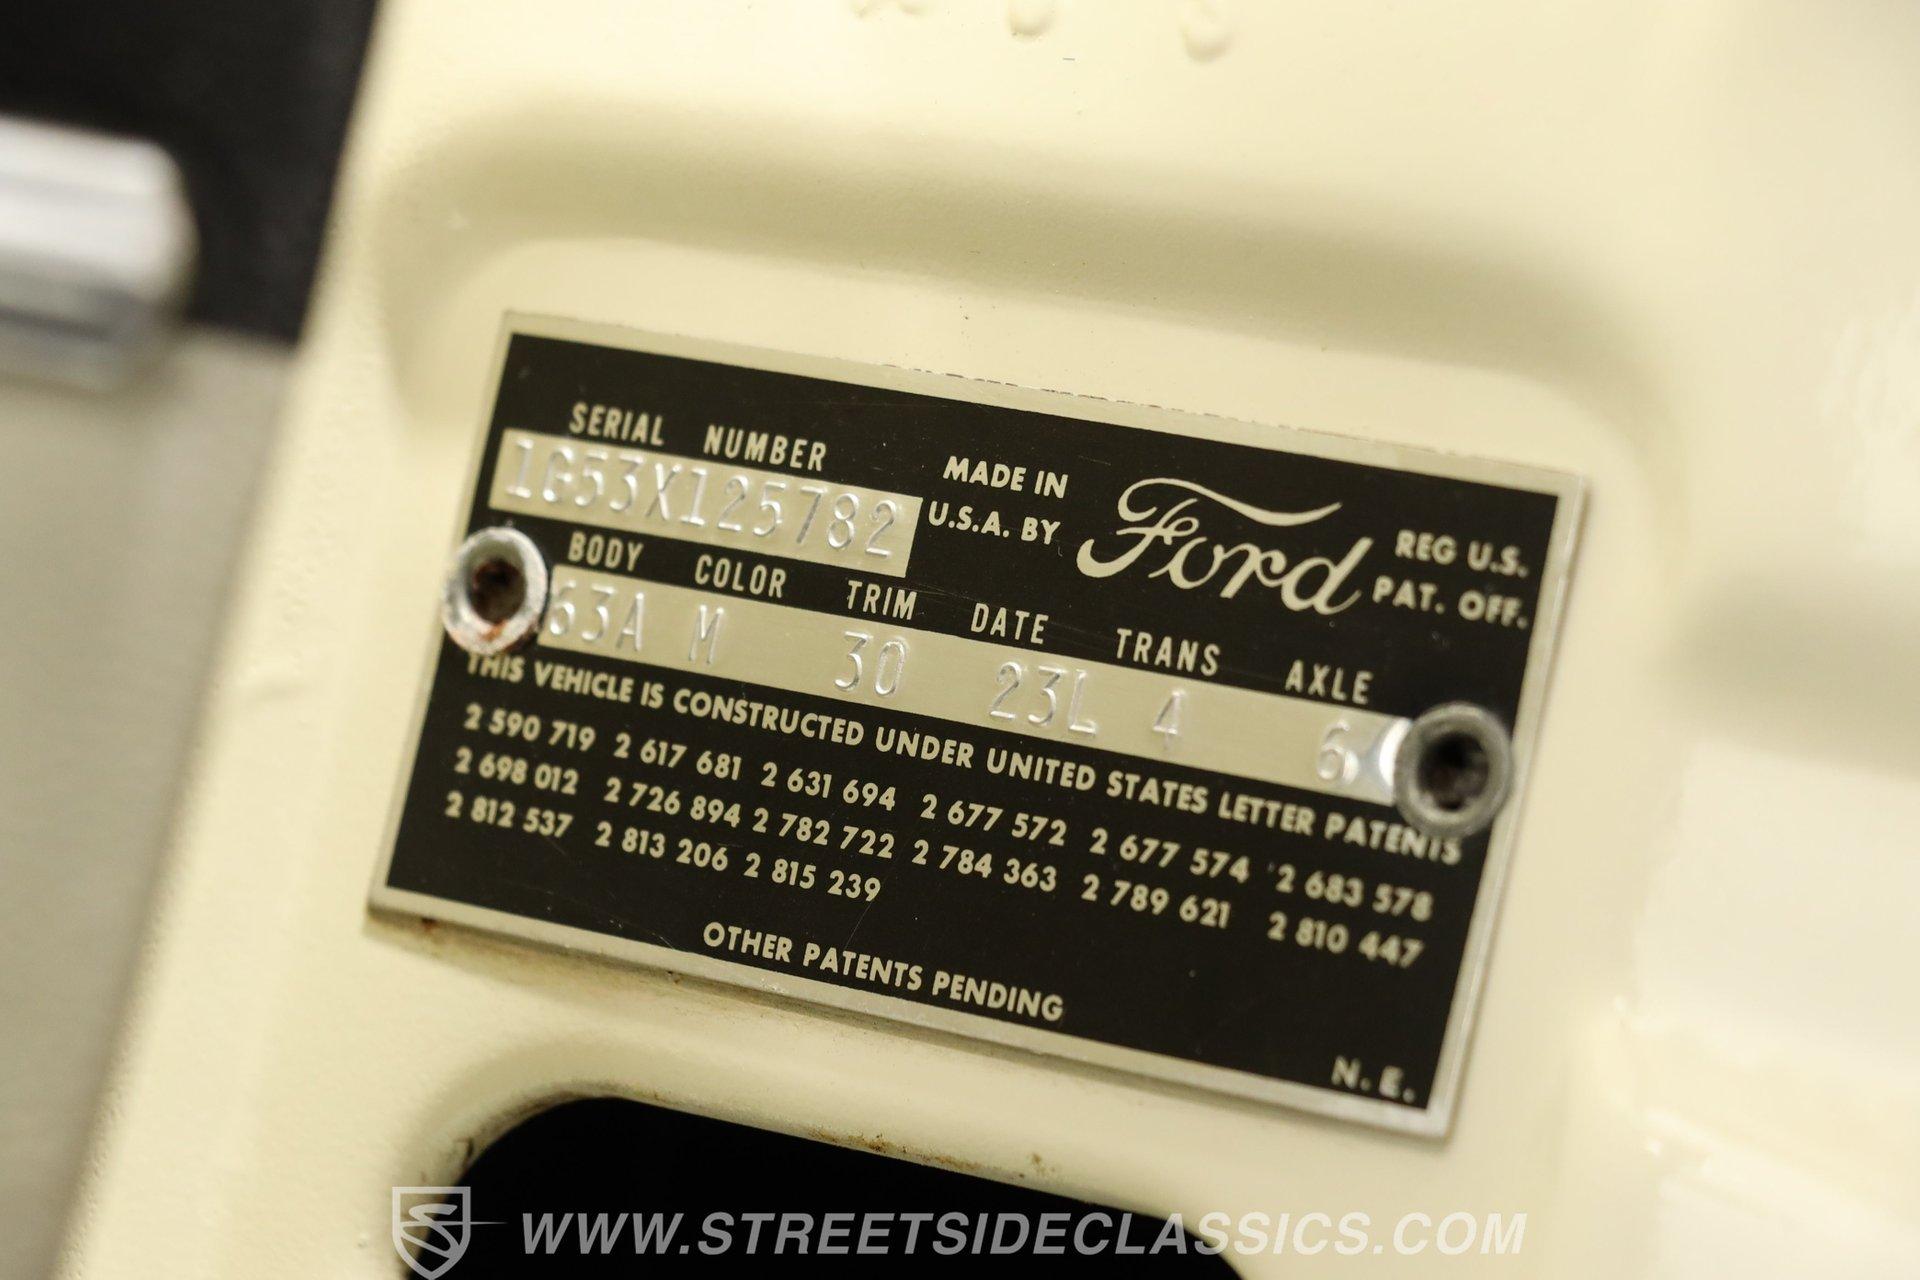 SERIAL NUMBER
1G53X125782
MADE IN
U.S.A. BY
Ford
REG U.S.
PAT. OFF.
BODY COLOR TRIM DATE TRANS AXLE
63A M 30 23L 4 6
THIS VEHICLE IS CONSTRUCTED UNDER UNITED STATES LETTER PATENTS
2 590 719 2 617 681 2 631 694 2 677 572 2 677 574 2 683 578
2 698 012 2 726 894 2 782 722 2 784 363 2 789 621 2 810 447
2 812 537 2 813 206 2 815 239
OTHER PATENTS PENDING
N. E.
WWW.STREETSIDECLASSICS.COM